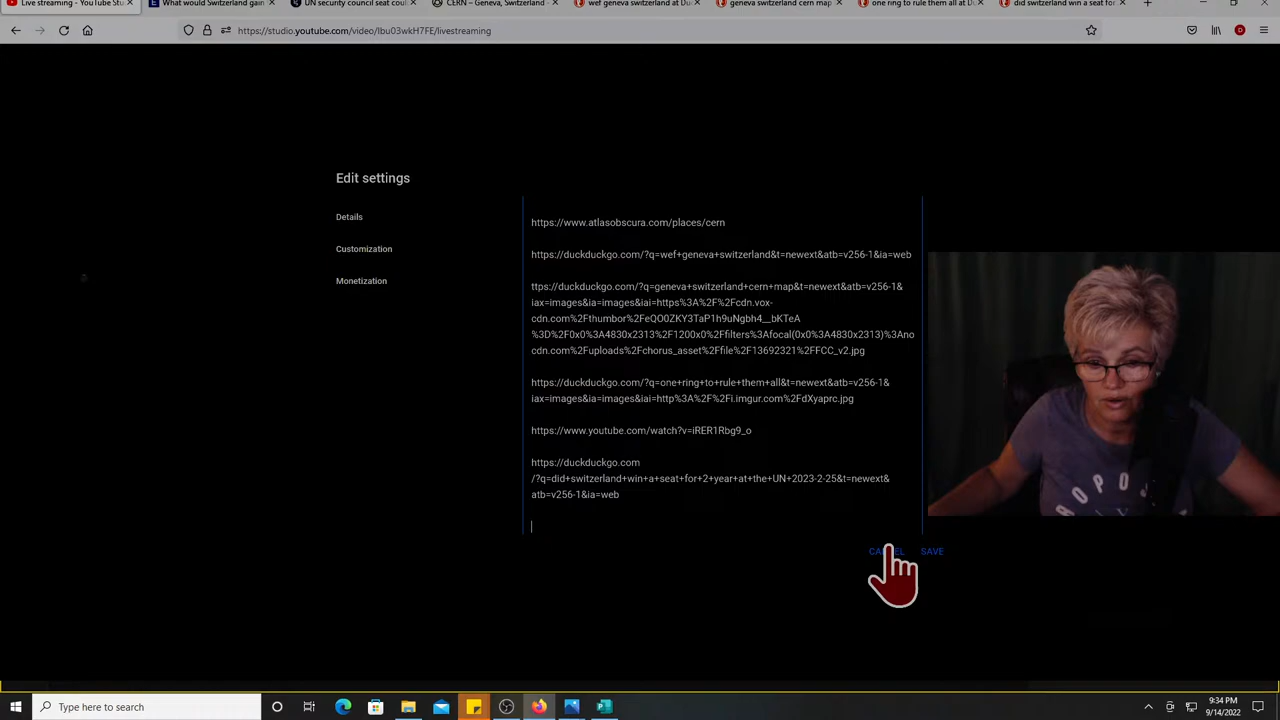 Live streaming - YouTube Stu
What would Switzerland gain
UN security council seat coul
CERN – Geneva, Switzerland -
wef geneva switzerland at Du
geneva switzerland cern map
one ring to rule them all at D
did switzerland win a seat for
https://studio.youtube.com/video/Ibu03wkH7FE/livestreaming
Edit settings
Details
Customization
Monetization
https://www.atlasobscura.com/places/cern
https://duckduckgo.com/?q=wef+geneva+switzerland&t=newext&atb=v256-1&ia=web
ttps://duckduckgo.com/?q=geneva+switzerland+cern+map&t=newext&atb=v256-1&
iax=images&ia=images&iai=https%3A%2F%2Fcdn.vox-
cdn.com%2Fthumbor%2FeQO0ZKY3TaP1h9uNgbh4__bKTeA
%3D%2F0x0%3A4830x2313%2F1200x0%2Ffilters%3Afocal(0x0%3A4830x2313)%3Ano
cdn.com%2Fuploads%2Fchorus_asset%2Ffile%2F13692321%2FFCC_v2.jpg
https://duckduckgo.com/?q=one+ring+to+rule+them+all&t=newext&atb=v256-1&
iax=images&ia=images&iai=http%3A%2F%2Fi.imgur.com%2FdXyaprc.jpg
https://www.youtube.com/watch?v=iRER1Rbg9_o
https://duckduckgo.com
/?q=did+switzerland+win+a+seat+for+2+year+at+the+UN+2023-2-25&t=newext&
atb=v256-1&ia=web
SAVE
Type here to search
9:34 PM
9/14/2022